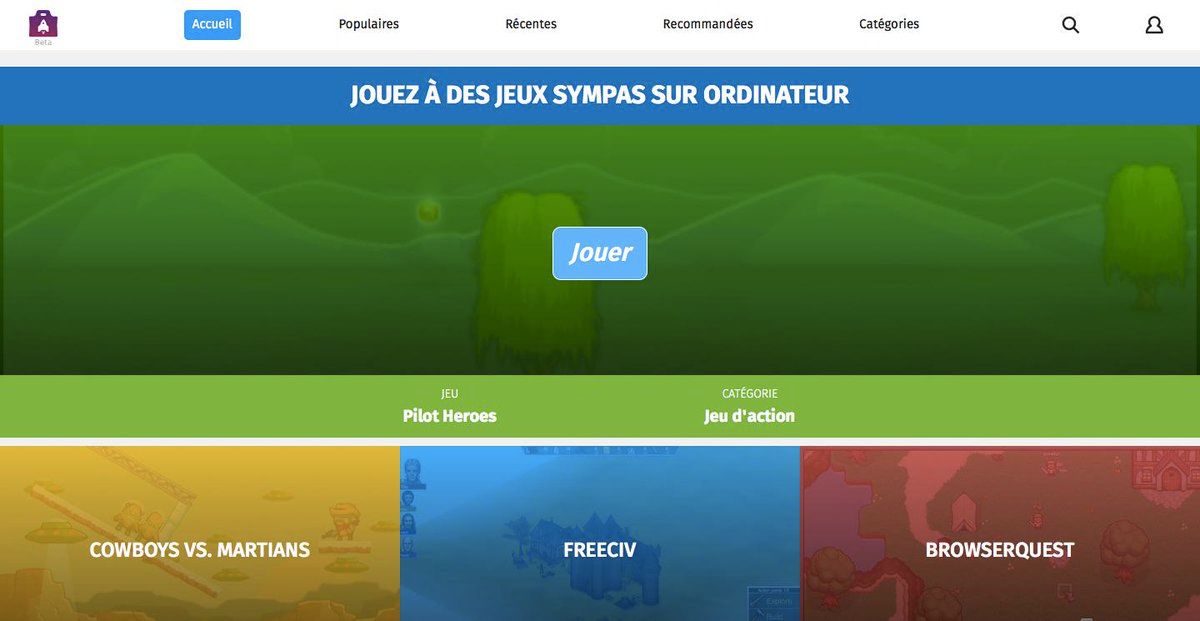 Beta
Accueil
Populaires
Récentes
Recommandées
Catégories
JOUEZ À DES JEUX SYMPAS SUR ORDINATEUR
Jouer
JEU
Pilot Heroes
CATÉGORIE
Jeu d'action
COWBOYS VS. MARTIANS
FREECIV
BROWSERQUEST